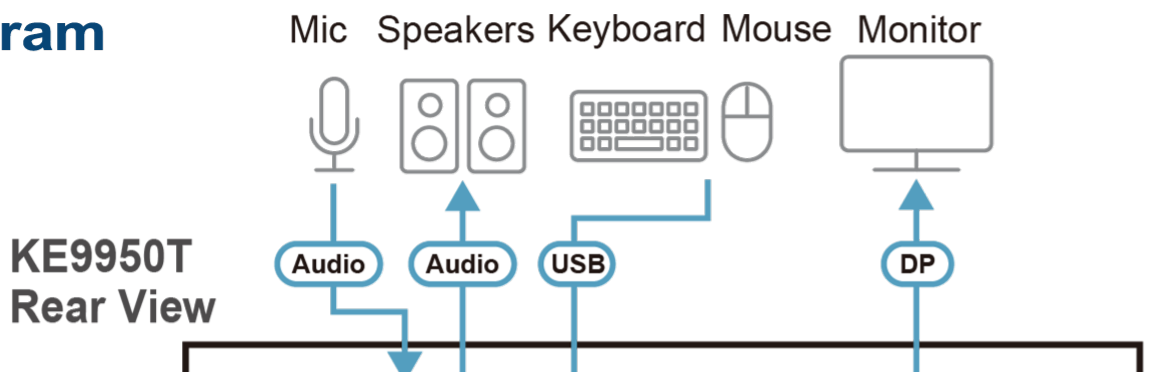 ram
Mic Speakers Keyboard Mouse Monitor
KE9950T
Rear View
Audio Audio USB DP